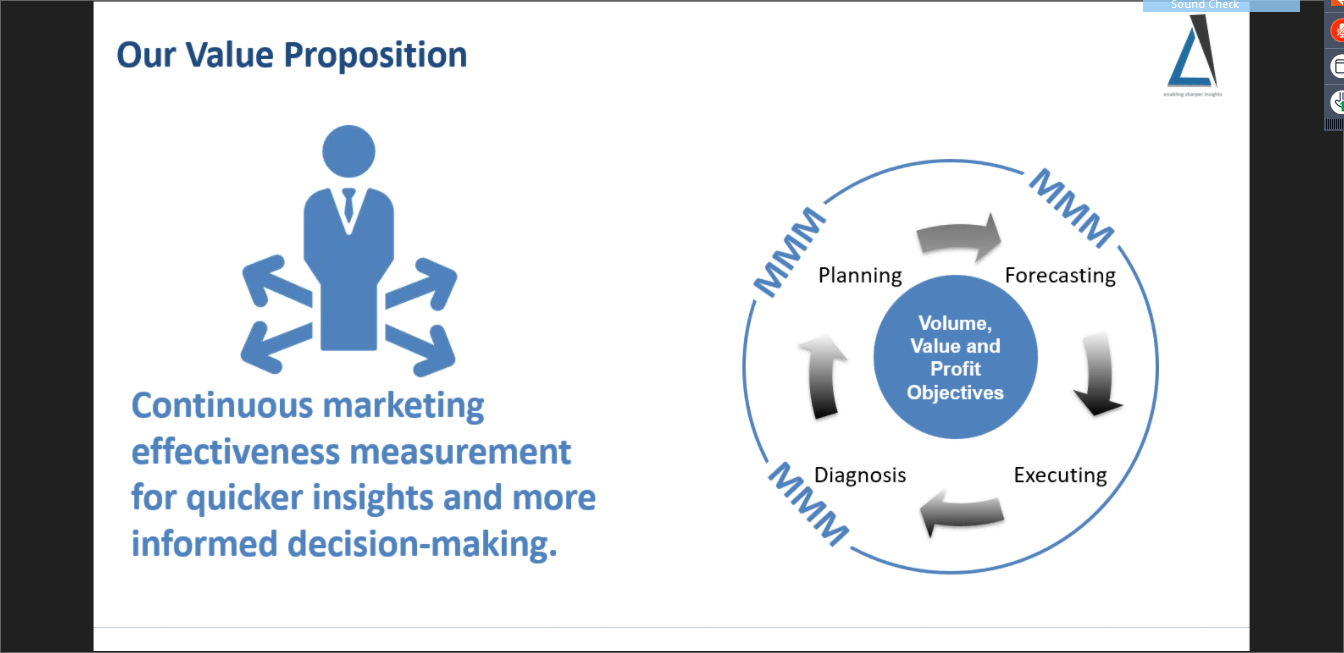 Sound Check
Our Value Proposition
enabling sharper insights
MMM
MMM
Planning
Forecasting
Volume,
Value and
Profit
Objectives
Continuous marketing
effectiveness measurement
for quicker insights and more
informed decision-making.
Diagnosis
Executing
MMM